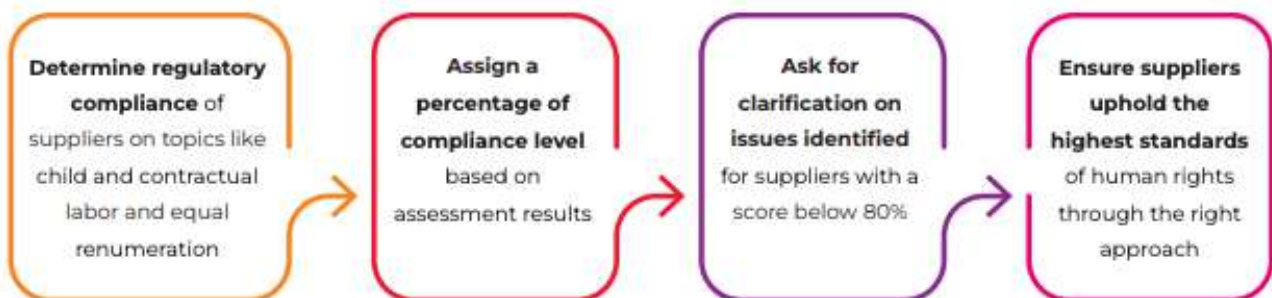 Determine regulatory
compliance of
suppliers on topics like
child and contractual
labor and equal
renumeration
Assign a
percentage of
compliance level
based on
assessment results
Ask for
clarification on
issues identified
for suppliers with a
score below 80%
Ensure suppliers
uphold the
highest standards
of human rights
through the right
approach